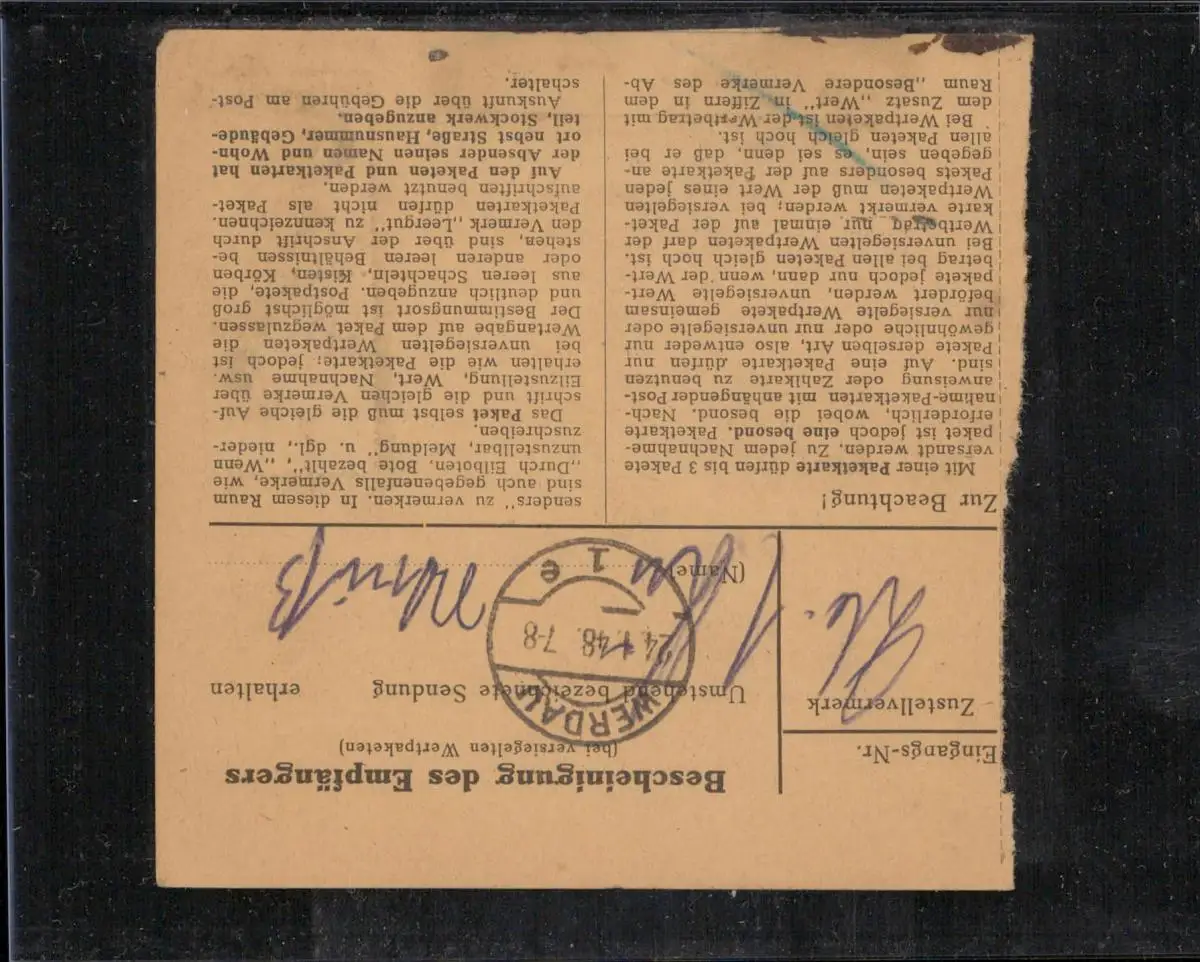 Eingangs-Nr.
Zustellvermerk
Bescheinigung des Empfängers
(bei versiegelten Wertpaketen)
Umstehend bezeichnete Sendung erhalten
(Name)
WERDAU
24.1.48. 7-8
1 e
Zur Beachtung!
Mit einer Paketkarte dürfen bis 3 Pakete
versandt werden. Zu jedem Nachnahme-
paket ist jedoch eine besond. Paketkarte
erforderlich, wobei die besond. Nach-
nahme-Paketkarten mit anhängender Post-
anweisung oder Zahlkarte zu benutzen
sind. Auf eine Paketkarte dürfen nur
Pakete derselben Art, also entweder nur
gewöhnliche oder nur unversiegelte oder
nur versiegelte Wertpakete gemeinsam
befördert werden, unversiegelte Wert-
pakete jedoch nur dann, wenn der Wert-
betrag bei allen Paketen gleich hoch ist.
Bei unversiegelten Wertpaketen darf der
Wertbetrag nur einmal auf der Paket-
karte vermerkt werden; bei versiegelten
Wertpaketen muß der Wert eines jeden
Pakets besonders auf der Paketkarte an-
gegeben sein, es sei denn, daß er bei
allen Paketen gleich hoch ist.
Bei Wertpaketen ist der Wertbetrag mit
dem Zusatz „Wert" in Ziffern in dem
Raum „Besondere Vermerke des Ab-
senders" zu vermerken. In diesem Raum
sind auch gegebenenfalls Vermerke, wie
„Durch Eilboten, Bote bezahlt", „Wenn
unzustellbar, Meldung" u. dgl., nieder-
zuschreiben.
Das Paket selbst muß die gleiche Auf-
schrift und die gleichen Vermerke über
Eilzustellung, Wert, Nachnahme usw.
erhalten wie die Paketkarte; jedoch ist
bei unversiegelten Wertpaketen die
Wertangabe auf dem Paket wegzulassen.
Der Bestimmungsort ist möglichst groß
und deutlich anzugeben. Postpakete, die
aus leeren Schachteln, Kisten, Körben
oder anderen leeren Behältnissen be-
stehen, sind über der Anschrift durch
den Vermerk „Leergut" zu kennzeichnen.
Paketkarten dürfen nicht als Paket-
aufschriften benutzt werden.
Auf den Paketen und Paketkarten hat
der Absender seinen Namen und Wohn-
ort nebst Straße, Hausnummer, Gebäude-
teil, Stockwerk anzugeben.
Auskunft über die Gebühren am Post-
schalter.